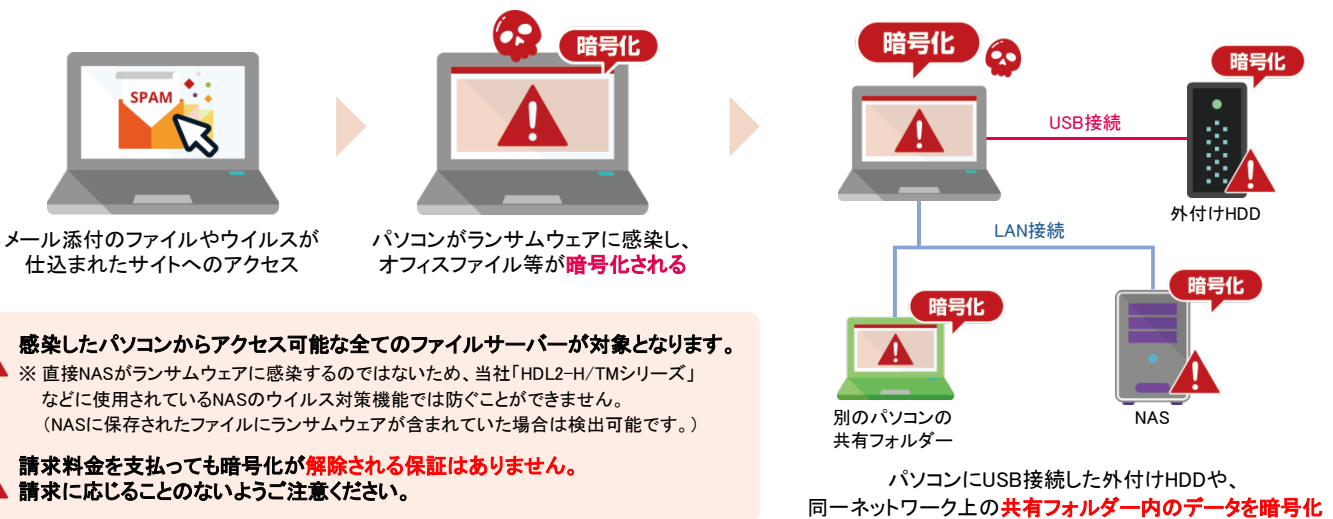 SPAM
メール添付のファイルやウイルスが
仕込まれたサイトへのアクセス
暗号化
パソコンがランサムウェアに感染し、
オフィスファイル等が暗号化される
暗号化
暗号化
USB接続
外付けHDD
LAN接続
暗号化
暗号化
別のパソコンの
共有フォルダー
NAS
パソコンにUSB接続した外付けHDDや、
同一ネットワーク上の共有フォルダー内のデータを暗号化
感染したパソコンからアクセス可能な全てのファイルサーバーが対象となります。
※ 直接NASがランサムウェアに感染するのではないため、当社「HDL2-H/TMシリーズ」
などに使用されているNASのウイルス対策機能では防ぐことができません。
（NASに保存されたファイルにランサムウェアが含まれていた場合は検出可能です。）
請求料金を支払っても暗号化が解除される保証はありません。
請求に応じることのないようご注意ください。